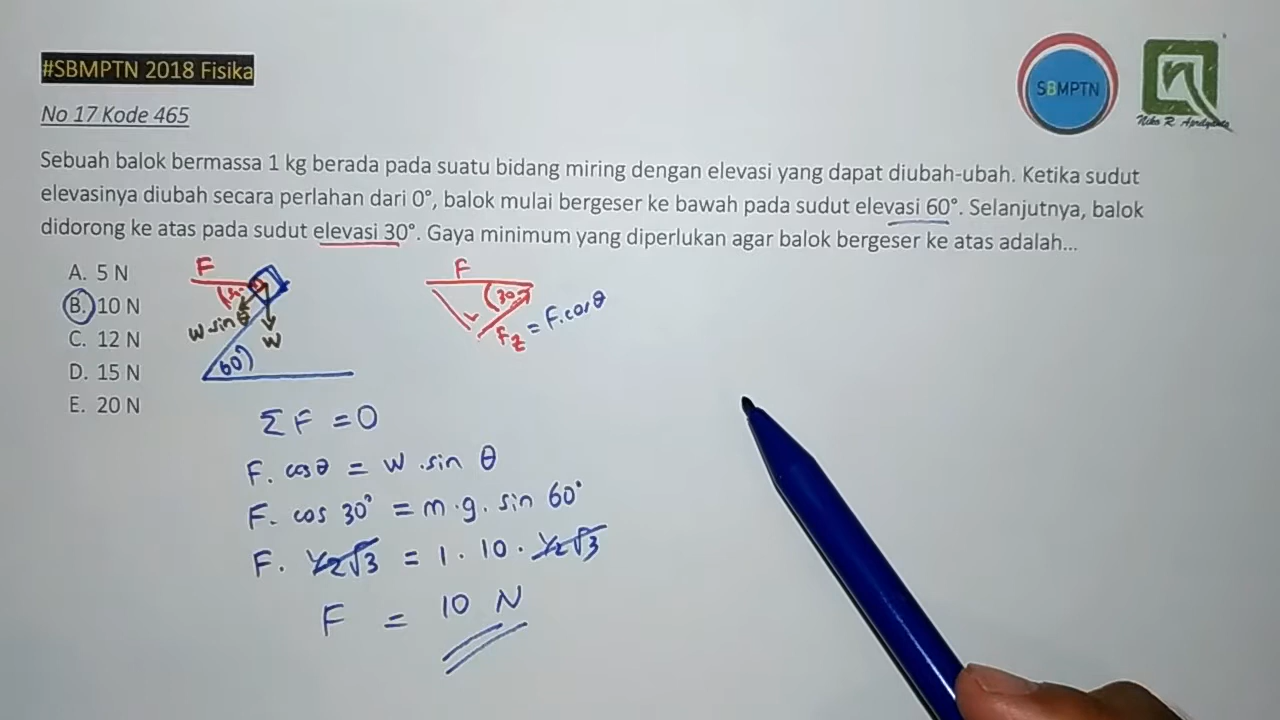 #SBMPTN 2018 Fisika
SBMPTN
No 17 Kode 465
Niko R. Apriliyanto
Sebuah balok bermassa 1 kg berada pada suatu bidang miring dengan elevasi yang dapat diubah-ubah. Ketika sudut
elevasinya diubah secara perlahan dari 0°, balok mulai bergeser ke bawah pada sudut elevasi 60°. Selanjutnya, balok
didorong ke atas pada sudut elevasi 30°. Gaya minimum yang diperlukan agar balok bergeser ke atas adalah...
A. 5 N
B. 10 N
C. 12 N
D. 15 N
E. 20 N
F
W sin θ
W
60°
F
30°
Fz = F.cos θ
Σ F = 0
F. cos θ = W .sin θ
F. cos 30° = m.g. sin 60°
F. ½√3 = 1 . 10 . ½√3
F = 10 N